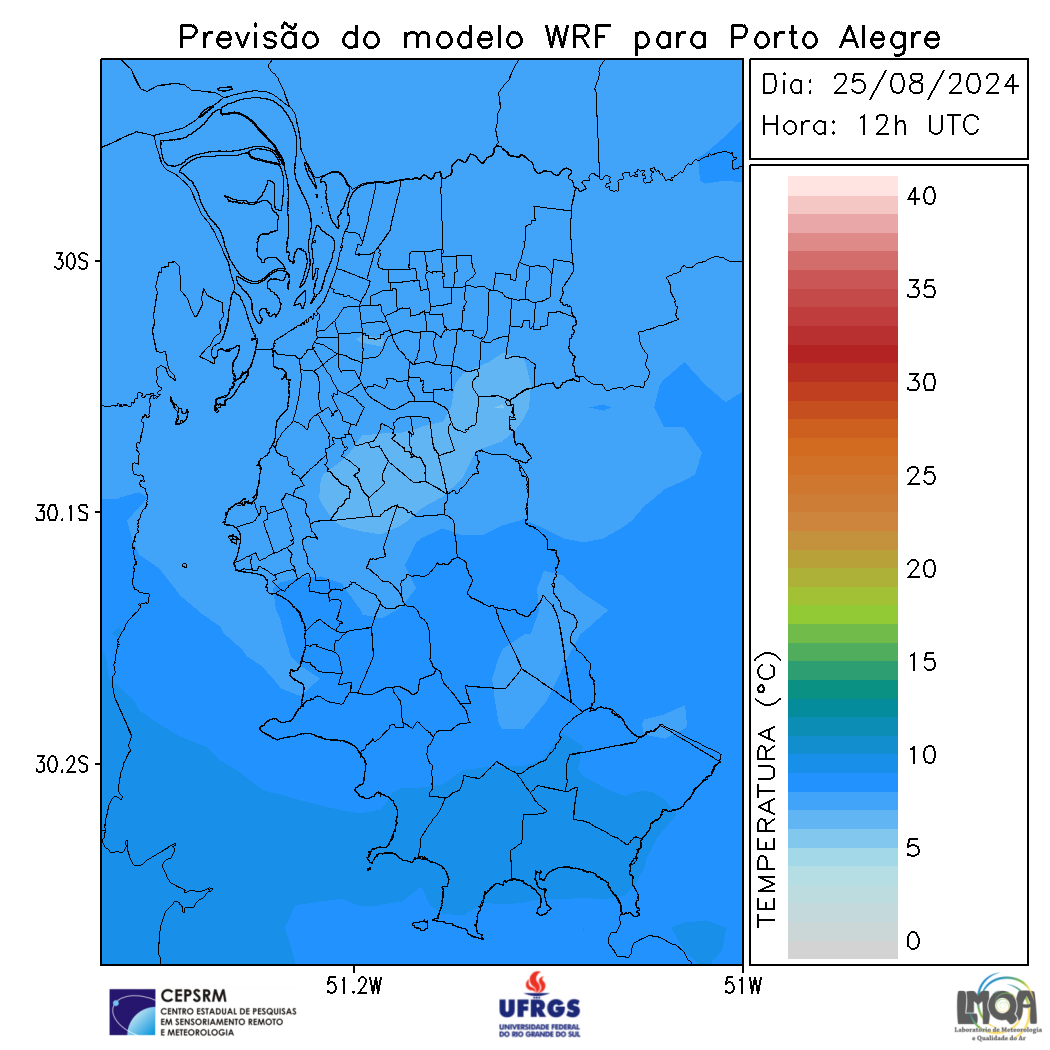 Previsão do modelo WRF para Porto Alegre
Dia: 25/08/2024
Hora: 12h UTC
30S
30.1S
30.2S
51.2W
51W
TEMPERATURA (°C)
40
35
30
25
20
15
10
5
0
CEPSRM
CENTRO ESTADUAL DE PESQUISAS
EM SENSORIAMENTO REMOTO
E METEOROLOGIA
UFRGS
UNIVERSIDADE FEDERAL
DO RIO GRANDE DO SUL
LMQA
Laboratório de Meteorologia
e Qualidade do Ar